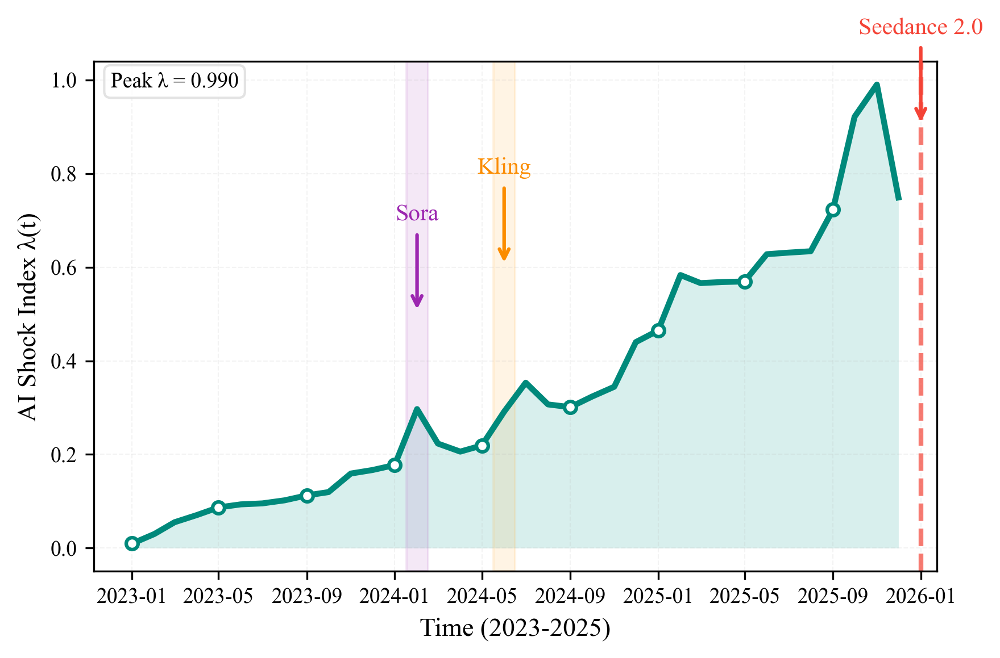 Seedance 2.0
Peak λ = 0.990
1.0
0.8
0.6
0.4
0.2
0.0
AI Shock Index λ(t)
Kling
Sora
2023-01 2023-05 2023-09 2024-01 2024-05 2024-09 2025-01 2025-05 2025-09 2026-01
Time (2023-2025)